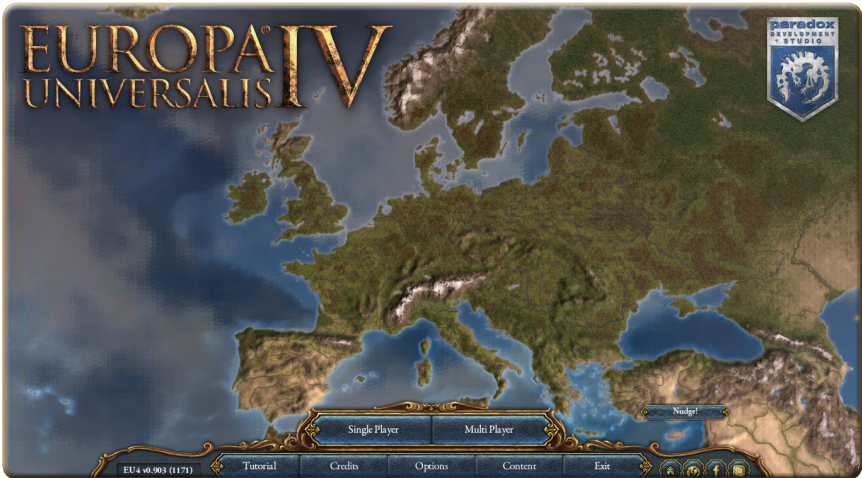 EUROPA
UNIVERSALIS IV
paradox
DEVELOPMENT
STUDIO
Nudge!
Single Player
Multi Player
EU4 v0.903 (1171)
Tutorial
Credits
Options
Content
Exit